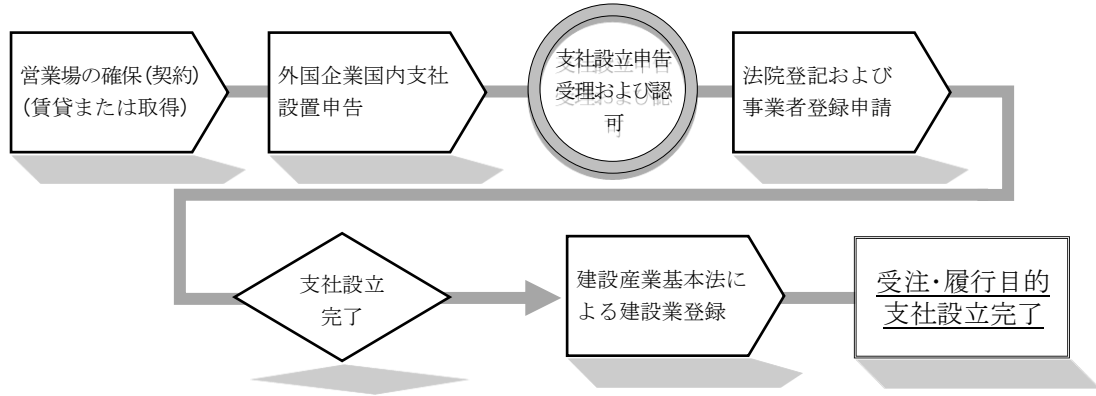 営業場の確保(契約)
(賃貸または取得)
外国企業国内支社
設置申告
支社設立申告
受理および認
可
法院登記および
事業者登録申請
支社設立
完了
建設産業基本法に
よる建設業登録
受注・履行目的
支社設立完了